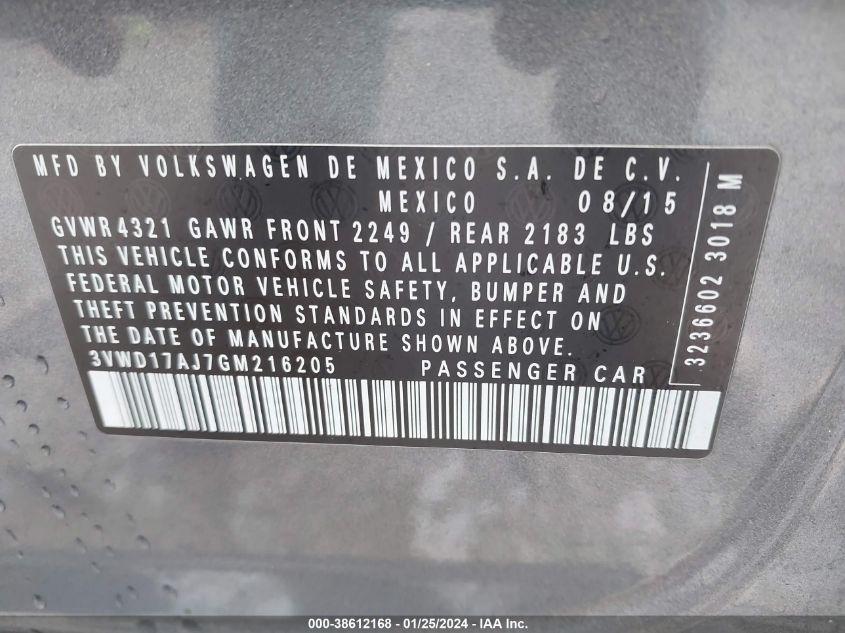 MFD BY VOLKSWAGEN DE MEXICO S.A. DE C.V.
MEXICO 08/15
GVWR 4321 GAWR FRONT 2249 / REAR 2183 LBS
THIS VEHICLE CONFORMS TO ALL APPLICABLE U.S.
FEDERAL MOTOR VEHICLE SAFETY, BUMPER AND
THEFT PREVENTION STANDARDS IN EFFECT ON
THE DATE OF MANUFACTURE SHOWN ABOVE.
3VWD17AJ7GM216205 PASSENGER CAR
3236602 3018 M
000-38612168 - 01/25/2024 - IAA Inc.